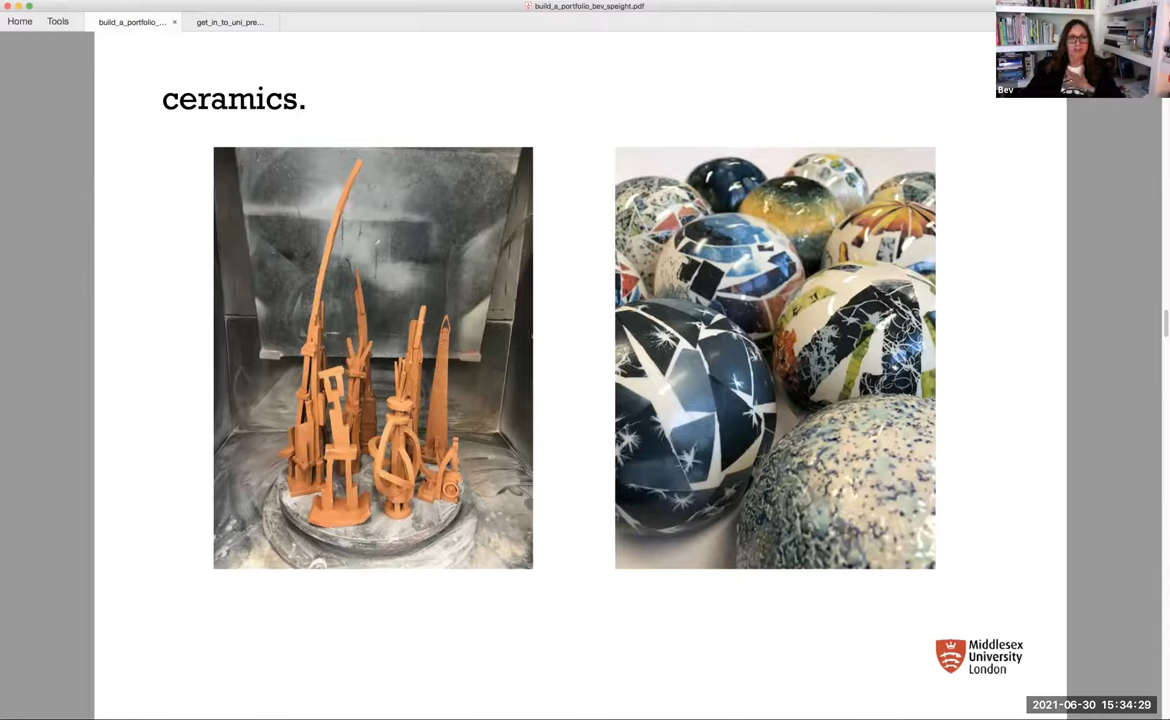 build_a_portfolio_bev_speight.pdf
Home Tools build_a_portfolio_... × get_in_to_uni_pre...
Bev
ceramics.
Middlesex
University
London
2021-06-30 15:34:29